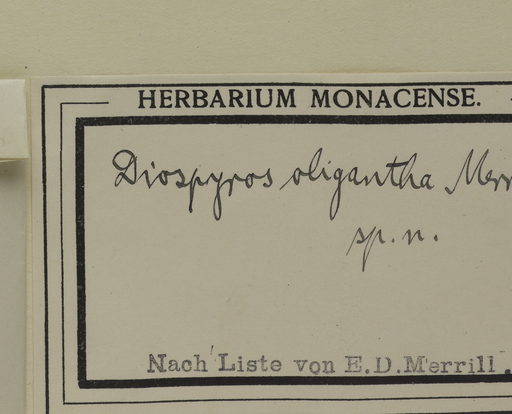 HERBARIUM MONACENSE.
Diospyros oligantha Merr
sp. n.
Nach Liste von E.D.Merrill.